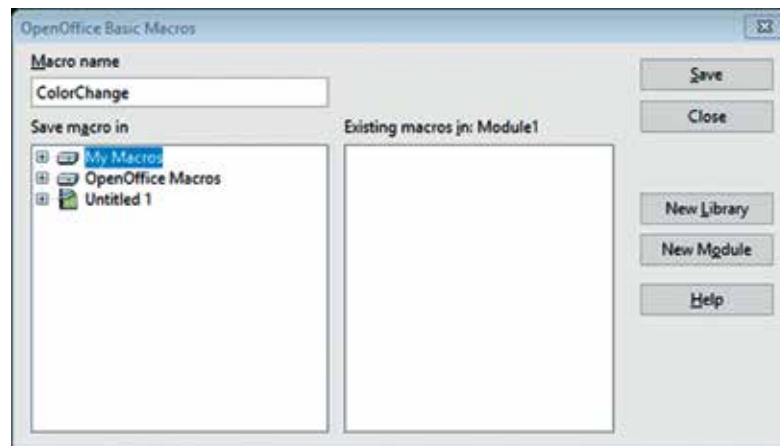 OpenOffice Basic Macros
Macro name
ColorChange
Save macro in
My Macros
OpenOffice Macros
Untitled 1
Existing macros in: Module1
Save
Close
New Library
New Module
Help